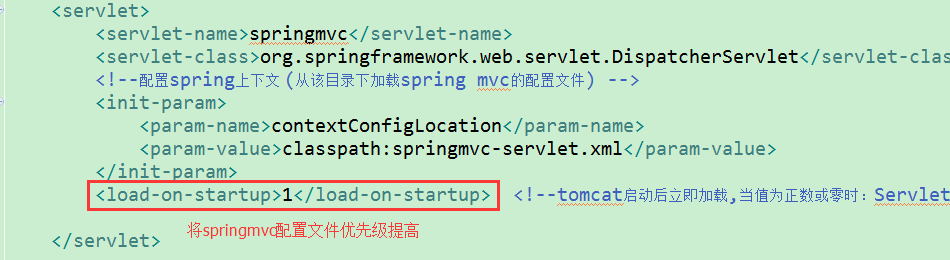 <servlet>
<servlet-name>springmvc</servlet-name>
<servlet-class>org.springframework.web.servlet.DispatcherServlet</servlet-clas
<!--配置spring上下文 (从该目录下加载spring mvc的配置文件) -->
<init-param>
<param-name>contextConfigLocation</param-name>
<param-value>classpath:springmvc-servlet.xml</param-value>
</init-param>
<load-on-startup>1</load-on-startup> <!--tomcat启动后立即加载,当值为正数或零时：Servlet
将springmvc配置文件优先级提高
</servlet>